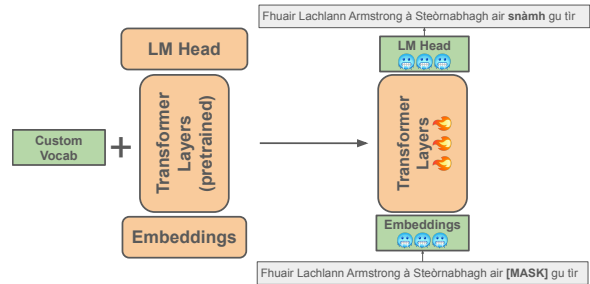 Fhuair Lachlann Armstrong à Steòrnabhagh air snàmh gu tìr
LM Head
LM Head
Custom
Vocab
+
Transformer
Layers
(pretrained)
Transformer
Layers
Embeddings
Embeddings
Fhuair Lachlann Armstrong à Steòrnabhagh air [MASK] gu tìr